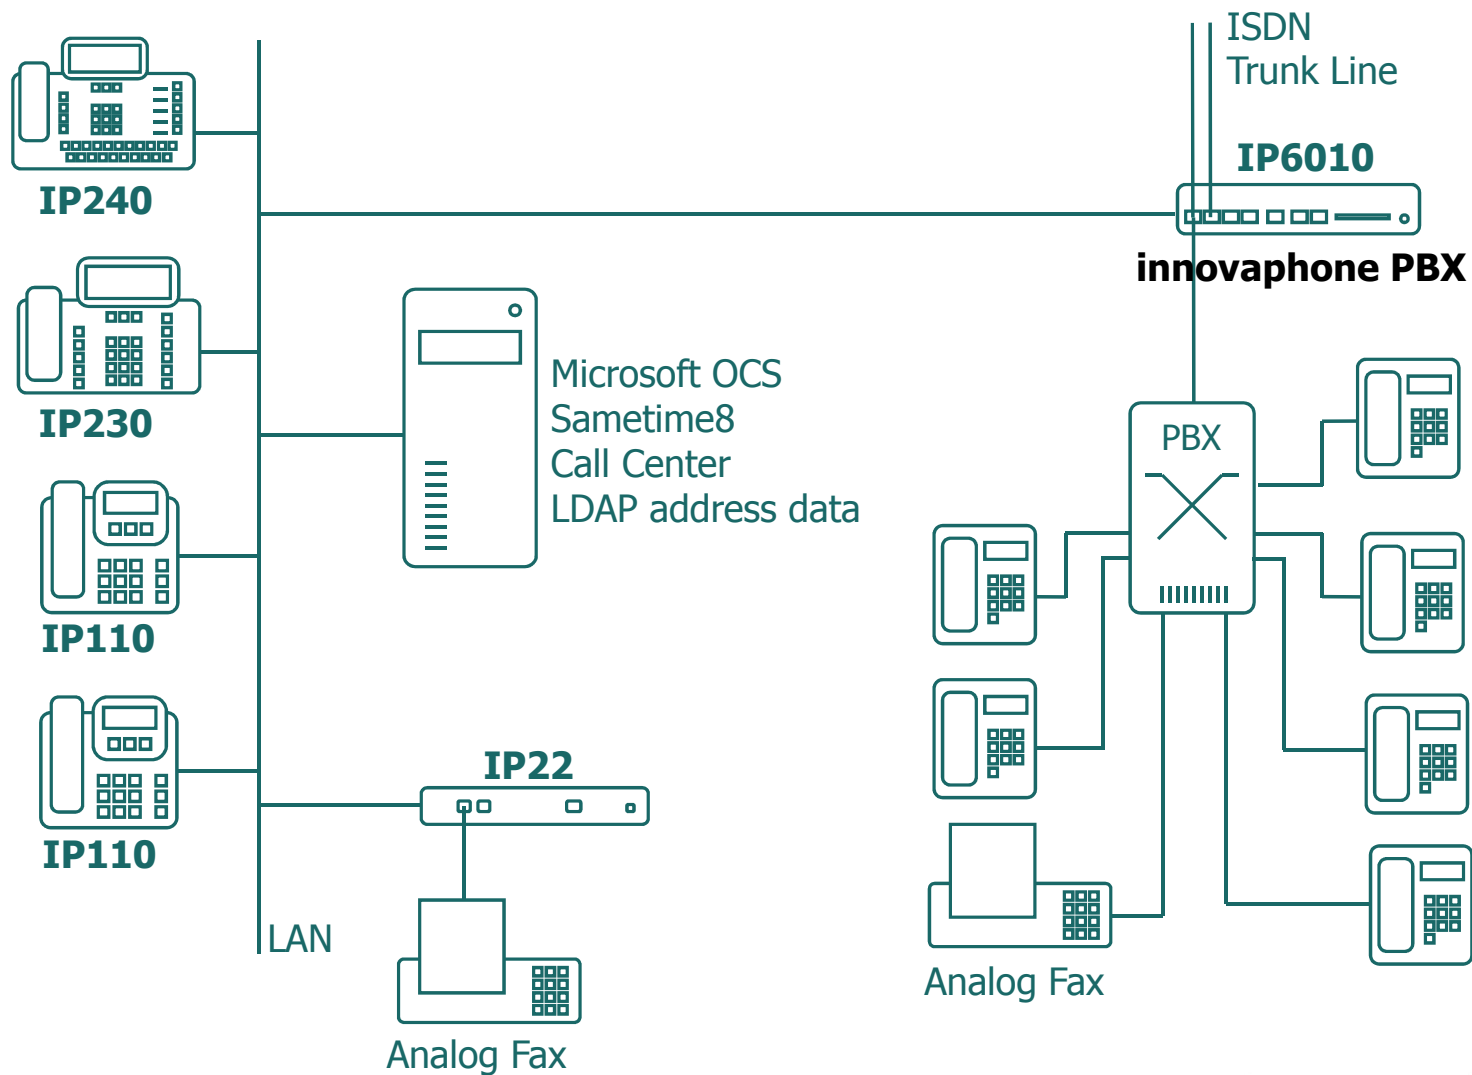 ISDN
Trunk Line
IP6010
innovaphone PBX
IP240
IP230
Microsoft OCS
Sametime8
Call Center
LDAP address data
PBX
IP110
IP22
IP110
LAN
Analog Fax
Analog Fax